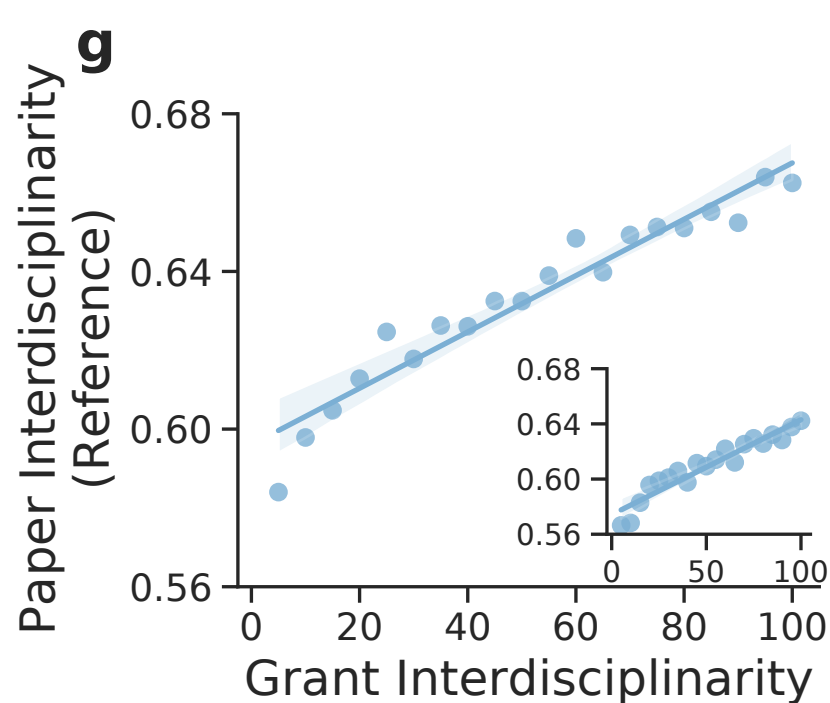 g
Paper Interdisciplinarity
(Reference)
0.68
0.64
0.60
0.56
0 20 40 60 80 100
Grant Interdisciplinarity
0.68
0.64
0.60
0.56
0 50 100